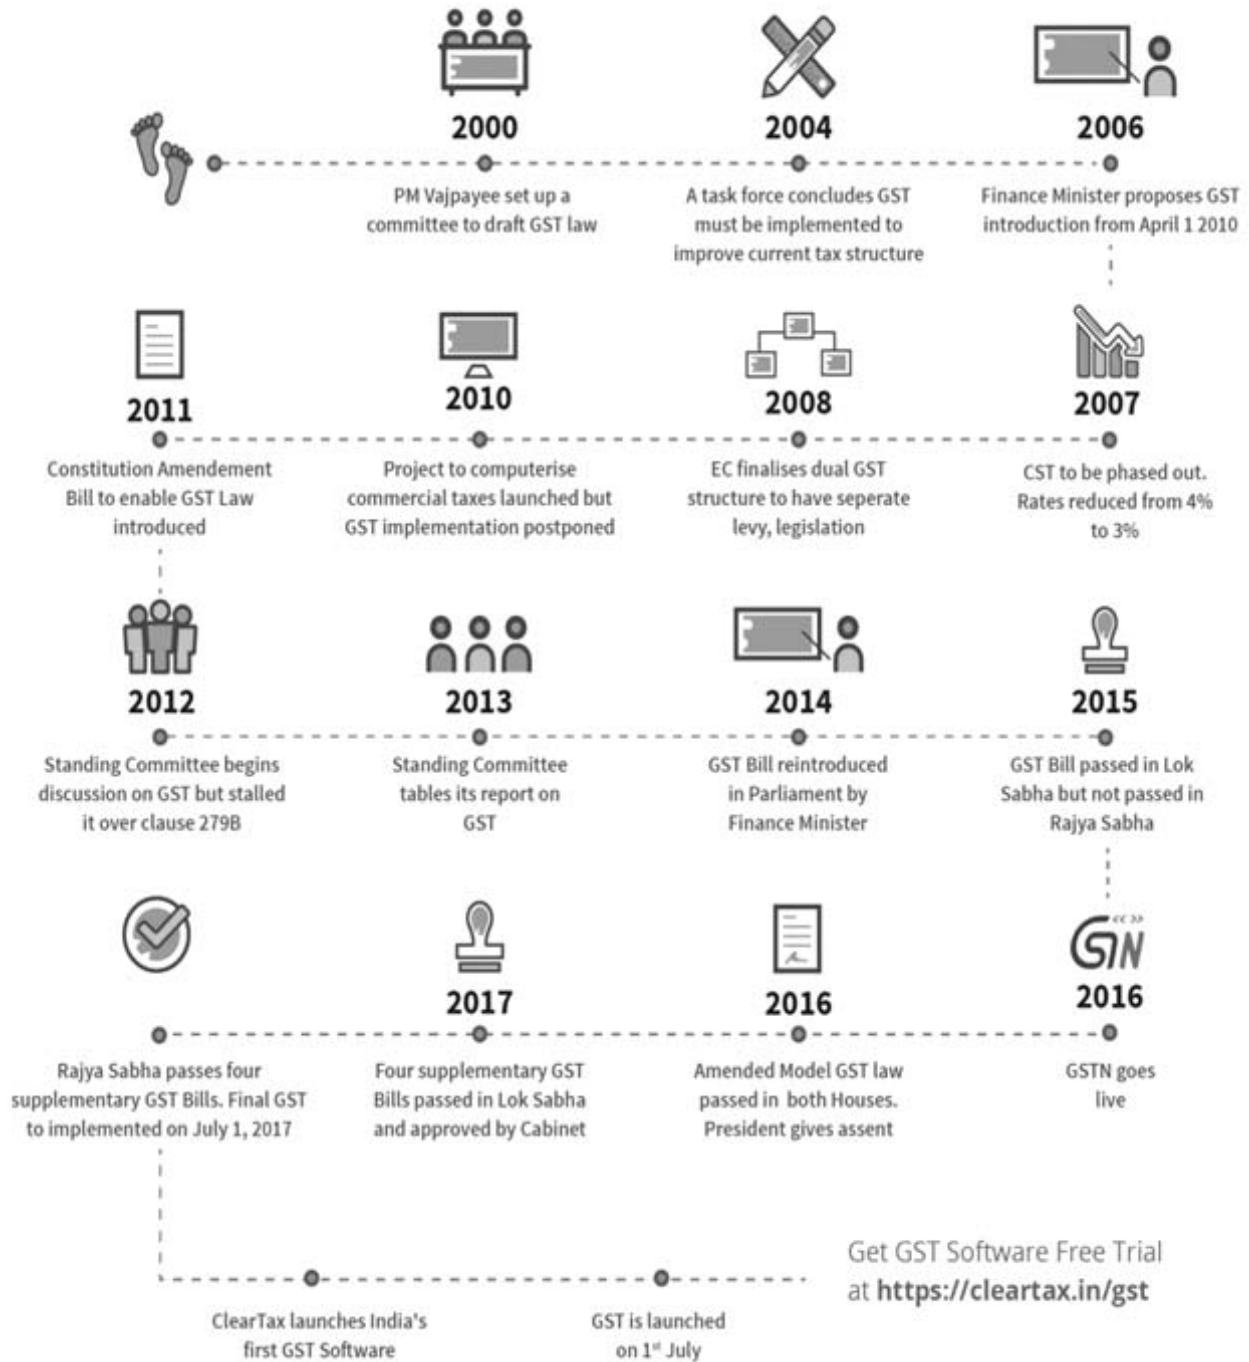 2000
PM Vajpayee set up a
committee to draft GST law
2004
A task force concludes GST
must be implemented to
improve current tax structure
2006
Finance Minister proposes GST
introduction from April 1 2010
2007
CST to be phased out.
Rates reduced from 4%
to 3%
2008
EC finalises dual GST
structure to have seperate
levy, legislation
2010
Project to computerise
commercial taxes launched but
GST implementation postponed
2011
Constitution Amendement
Bill to enable GST Law
introduced
2012
Standing Committee begins
discussion on GST but stalled
it over clause 279B
2013
Standing Committee
tables its report on
GST
2014
GST Bill reintroduced
in Parliament by
Finance Minister
2015
GST Bill passed in Lok
Sabha but not passed in
Rajya Sabha
GSTN
2016
GSTN goes
live
2016
Amended Model GST law
passed in both Houses.
President gives assent
2017
Four supplementary GST
Bills passed in Lok Sabha
and approved by Cabinet
Rajya Sabha passes four
supplementary GST Bills. Final GST
to implemented on July 1, 2017
ClearTax launches India's
first GST Software
GST is launched
on 1st July
Get GST Software Free Trial
at https://cleartax.in/gst